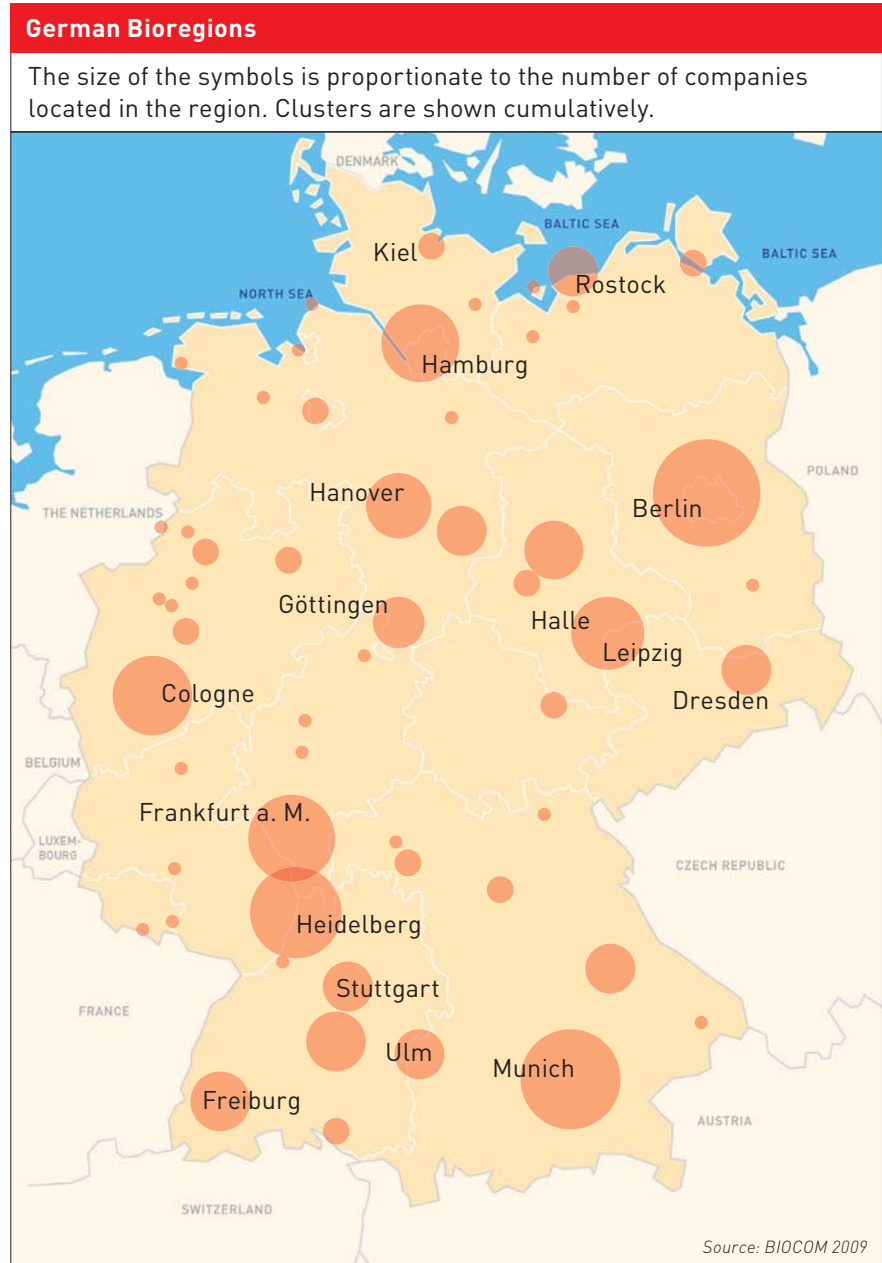 German Bioregions
The size of the symbols is proportionate to the number of companies
located in the region. Clusters are shown cumulatively.
DENMARK
BALTIC SEA
Kiel
BALTIC SEA
Rostock
NORTH SEA
Hamburg
POLAND
Hanover
Berlin
THE NETHERLANDS
Göttingen
Halle
Leipzig
Cologne
Dresden
BELGIUM
Frankfurt a. M.
LUXEM-
BOURG
CZECH REPUBLIC
Heidelberg
Stuttgart
FRANCE
Ulm
Munich
Freiburg
AUSTRIA
SWITZERLAND
Source: BIOCOM 2009